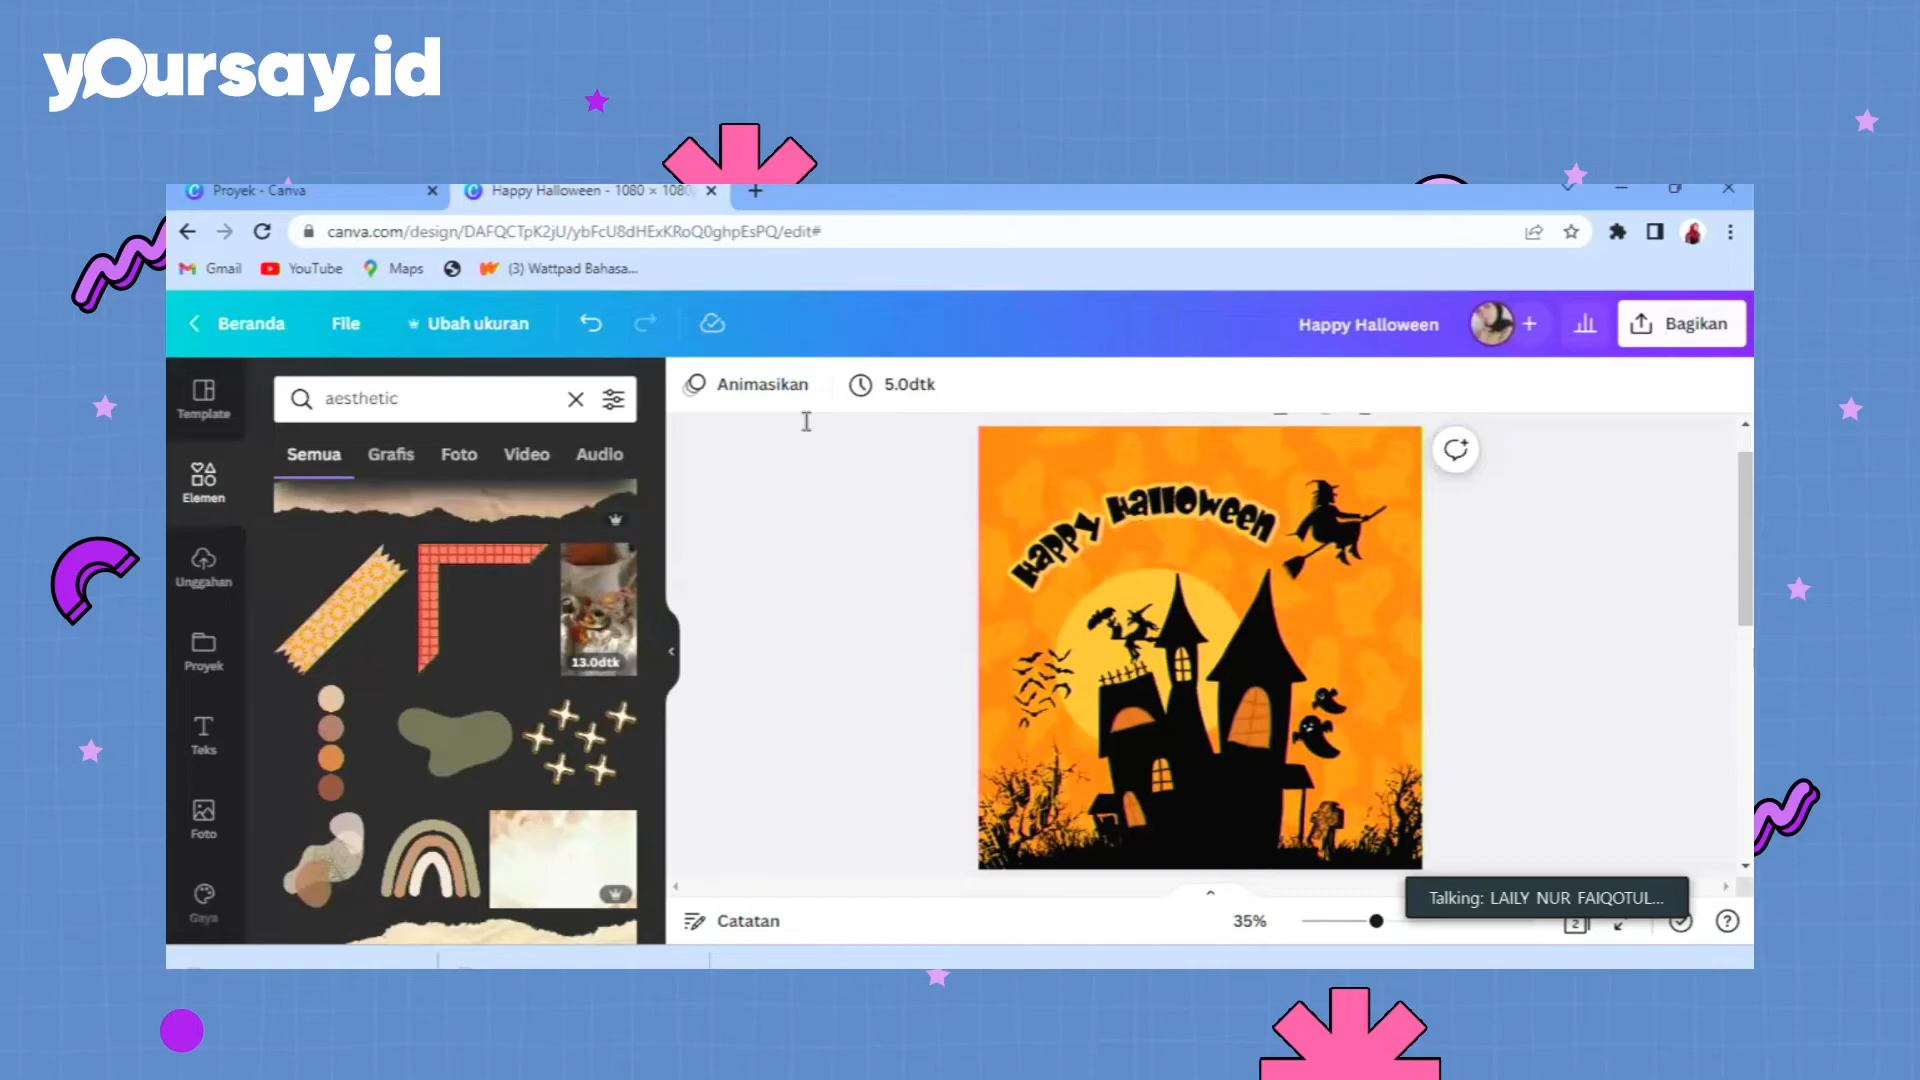 yoursay.id
Proyek - Canva
Happy Halloween - 1080 × 1080
canva.com/design/DAFQCTpK2jU/ybFcU8dHExKRoQ0ghpEsPQ/edit#
Gmail
YouTube
Maps
(3) Wattpad Bahasa...
Beranda
File
Ubah ukuran
Happy Halloween
Bagikan
Template
Elemen
Unggahan
Proyek
Teks
Foto
Gaya
aesthetic
Semua
Grafis
Foto
Video
Audio
13.0dtk
Animasikan
5.0dtk
Happy Halloween
Talking: LAILY NUR FAIQOTUL...
Catatan
35%
2